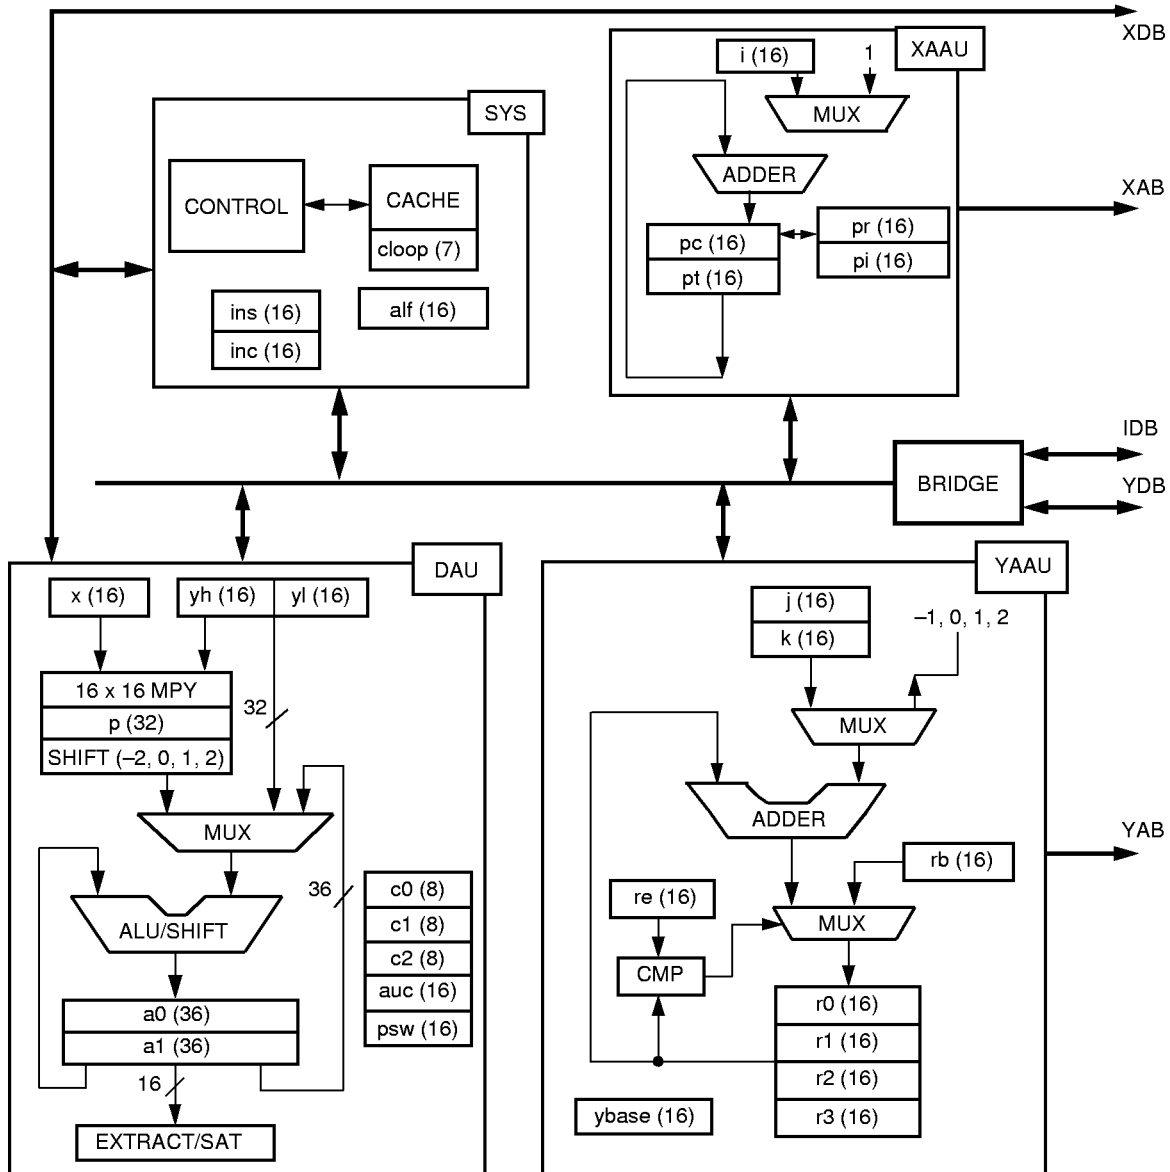 XDB
XAAU
i (16)
1
MUX
SYS
ADDER
CONTROL
CACHE
cloop (7)
XAB
pc (16)
pt (16)
pr (16)
pi (16)
ins (16)
inc (16)
alf (16)
IDB
BRIDGE
YDB
DAU
x (16)
yh (16)
yl (16)
16 x 16 MPY
p (32)
SHIFT (–2, 0, 1, 2)
32
MUX
36
ALU/SHIFT
c0 (8)
c1 (8)
c2 (8)
auc (16)
psw (16)
a0 (36)
a1 (36)
16
EXTRACT/SAT
YAAU
j (16)
k (16)
–1, 0, 1, 2
MUX
ADDER
YAB
rb (16)
re (16)
MUX
CMP
r0 (16)
r1 (16)
r2 (16)
r3 (16)
ybase (16)